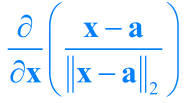 ∂/∂𝐱 ( (𝐱 − 𝐚) / ‖𝐱 − 𝐚‖₂ )